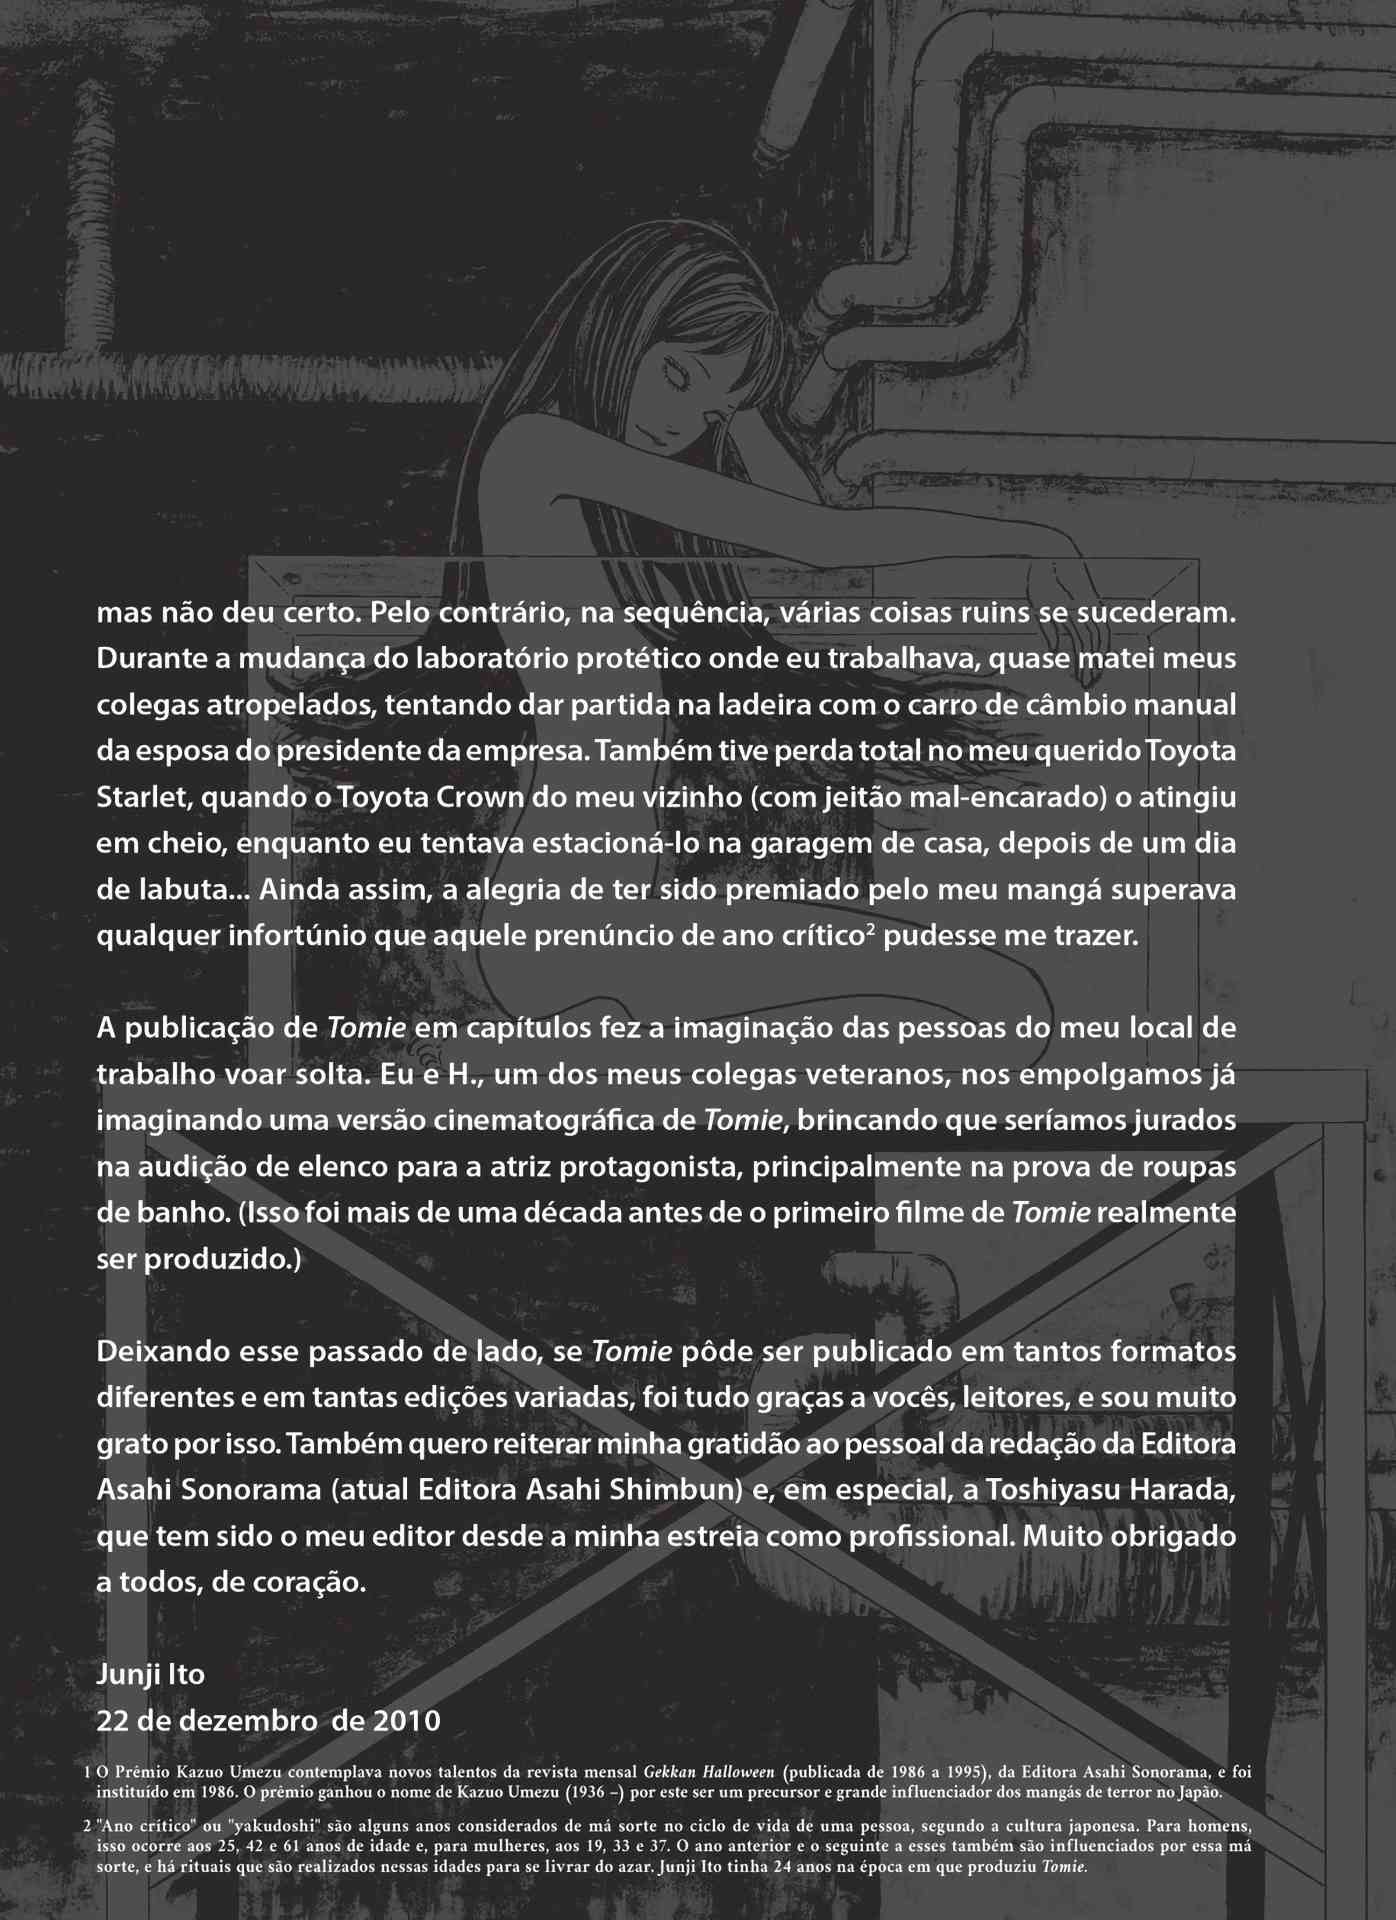 mas não deu certo. Pelo contrário, na sequência, várias coisas ruins se sucederam.
Durante a mudança do laboratório protético onde eu trabalhava, quase matei meus
colegas atropelados, tentando dar partida na ladeira com o carro de câmbio manual
da esposa do presidente da empresa. Também tive perda total no meu querido Toyota
Starlet, quando o Toyota Crown do meu vizinho (com jeitão mal-encarado) o atingiu
em cheio, enquanto eu tentava estacioná-lo na garagem de casa, depois de um dia
de labuta... Ainda assim, a alegria de ter sido premiado pelo meu mangá superava
qualquer infortúnio que aquele prenúncio de ano crítico² pudesse me trazer.
A publicação de Tomie em capítulos fez a imaginação das pessoas do meu local de
trabalho voar solta. Eu e H., um dos meus colegas veteranos, nos empolgamos já
imaginando uma versão cinematográfica de Tomie, brincando que seríamos jurados
na audição de elenco para a atriz protagonista, principalmente na prova de roupas
de banho. (Isso foi mais de uma década antes de o primeiro filme de Tomie realmente
ser produzido.)
Deixando esse passado de lado, se Tomie pôde ser publicado em tantos formatos
diferentes e em tantas edições variadas, foi tudo graças a vocês, leitores, e sou muito
grato por isso. Também quero reiterar minha gratidão ao pessoal da redação da Editora
Asahi Sonorama (atual Editora Asahi Shimbun) e, em especial, a Toshiyasu Harada,
que tem sido o meu editor desde a minha estreia como profissional. Muito obrigado
a todos, de coração.
Junji Ito
22 de dezembro de 2010
1 O Prêmio Kazuo Umezu contemplava novos talentos da revista mensal Gekkan Halloween (publicada de 1986 a 1995), da Editora Asahi Sonorama, e foi
instituído em 1986. O prêmio ganhou o nome de Kazuo Umezu (1936 –) por este ser um precursor e grande influenciador dos mangás de terror no Japão.
2 "Ano crítico" ou "yakudoshi" são alguns anos considerados de má sorte no ciclo de vida de uma pessoa, segundo a cultura japonesa. Para homens,
isso ocorre aos 25, 42 e 61 anos de idade e, para mulheres, aos 19, 33 e 37. O ano anterior e o seguinte a esses também são influenciados por essa má
sorte, e há rituais que são realizados nessas idades para se livrar do azar. Junji Ito tinha 24 anos na época em que produziu Tomie.